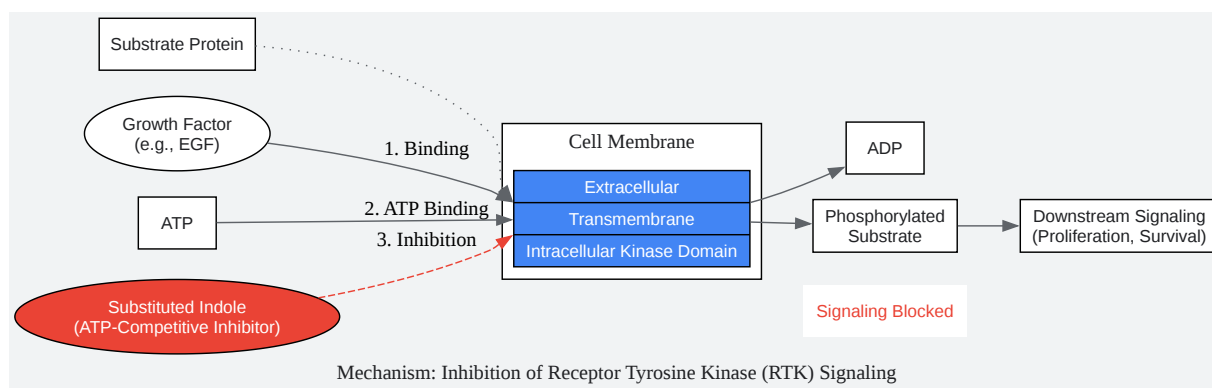 Substrate Protein
Growth Factor
(e.g., EGF)
1. Binding
ATP
2. ATP Binding
3. Inhibition
Substituted Indole
(ATP-Competitive Inhibitor)
Cell Membrane
Extracellular
Transmembrane
Intracellular Kinase Domain
ADP
Phosphorylated
Substrate
Downstream Signaling
(Proliferation, Survival)
Signaling Blocked
Mechanism: Inhibition of Receptor Tyrosine Kinase (RTK) Signaling